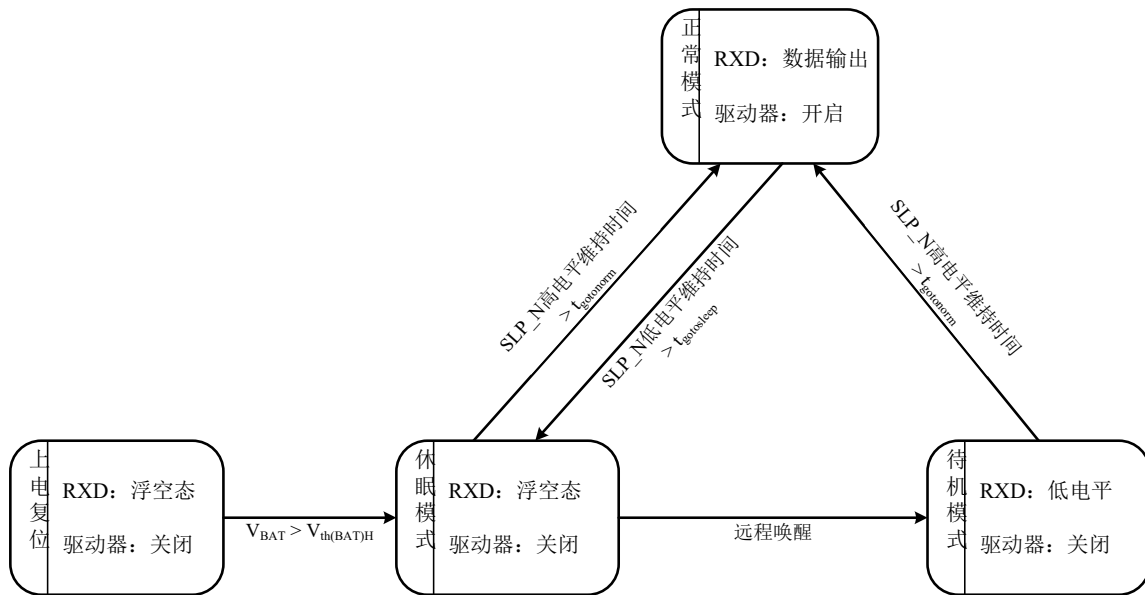 正常模式
RXD：数据输出
驱动器：开启
SLP_N高电平维持时间
> tgotonorm
SLP_N低电平维持时间
> tgotosleep
SLP_N高电平维持时间
> tgotonorm
上电复位
RXD：浮空态
驱动器：关闭
VBAT > Vth(BAT)H
休眠模式
RXD：浮空态
驱动器：关闭
远程唤醒
待机模式
RXD：低电平
驱动器：关闭